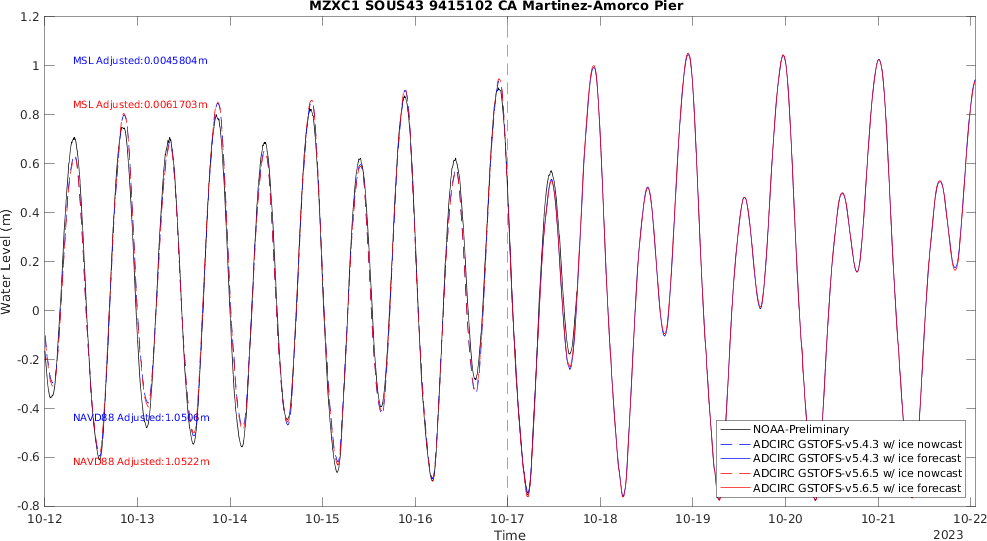 MZXC1 SOUS43 9415102 CA Martinez-Amorco Pier
1.2
1
0.8
0.6
0.4
0.2
0
-0.2
-0.4
-0.6
-0.8
Water Level (m)
MSL Adjusted:0.0045804m
MSL Adjusted:0.0061703m
NAVD88 Adjusted:1.0506m
NAVD88 Adjusted:1.0522m
NOAA-Preliminary
ADCIRC GSTOFS-v5.4.3 w/ ice nowcast
ADCIRC GSTOFS-v5.4.3 w/ ice forecast
ADCIRC GSTOFS-v5.6.5 w/ ice nowcast
ADCIRC GSTOFS-v5.6.5 w/ ice forecast
10-12 10-13 10-14 10-15 10-16 10-17 10-18 10-19 10-20 10-21 10-22
Time
2023